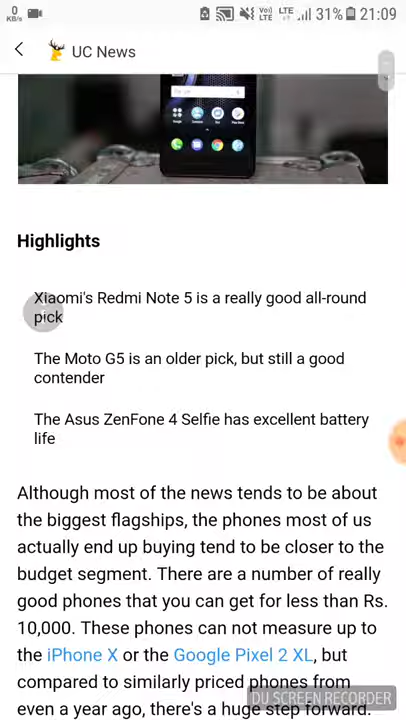 0 KB/s VoLTE LTE 31% 21:09
UC News
Highlights
Xiaomi's Redmi Note 5 is a really good all-round
pick
The Moto G5 is an older pick, but still a good
contender
The Asus ZenFone 4 Selfie has excellent battery
life
Although most of the news tends to be about
the biggest flagships, the phones most of us
actually end up buying tend to be closer to the
budget segment. There are a number of really
good phones that you can get for less than Rs.
10,000. These phones can not measure up to
the iPhone X or the Google Pixel 2 XL, but
compared to similarly priced phones from
even a year ago, there's a huge step forward.
DU SCREEN RECORDER